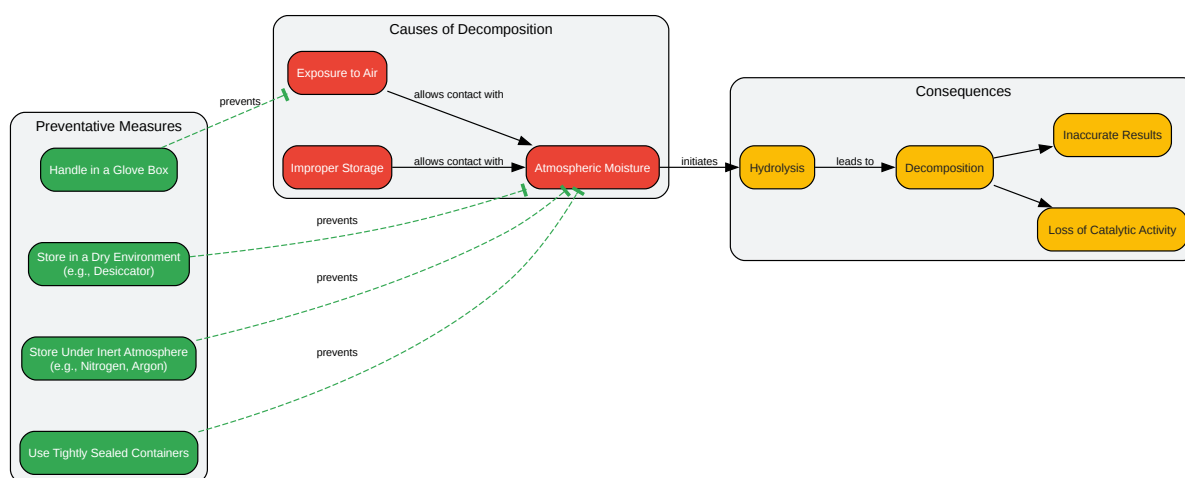 Causes of Decomposition
Exposure to Air
allows contact with
prevents
Improper Storage
allows contact with
Atmospheric Moisture
initiates
Preventative Measures
Handle in a Glove Box
Store in a Dry Environment
(e.g., Desiccator)
prevents
Store Under Inert Atmosphere
(e.g., Nitrogen, Argon)
prevents
Use Tightly Sealed Containers
prevents
Consequences
Hydrolysis
leads to
Decomposition
Inaccurate Results
Loss of Catalytic Activity